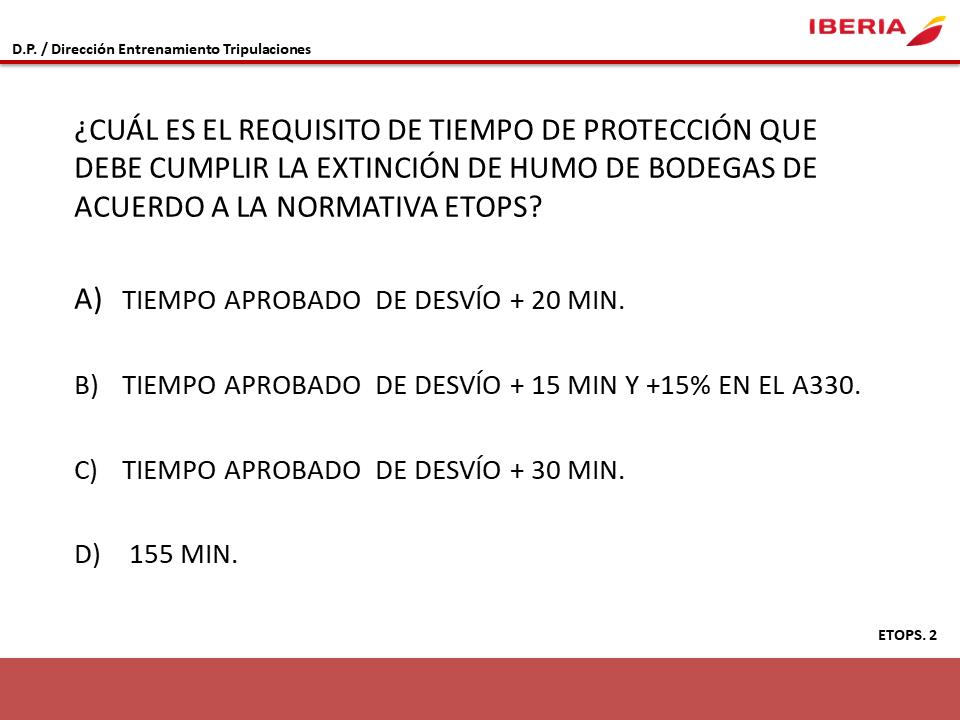 IBERIA
D.P. / Dirección Entrenamiento Tripulaciones
¿CUÁL ES EL REQUISITO DE TIEMPO DE PROTECCIÓN QUE
DEBE CUMPLIR LA EXTINCIÓN DE HUMO DE BODEGAS DE
ACUERDO A LA NORMATIVA ETOPS?
A) TIEMPO APROBADO DE DESVÍO + 20 MIN.
B) TIEMPO APROBADO DE DESVÍO + 15 MIN Y +15% EN EL A330.
C) TIEMPO APROBADO DE DESVÍO + 30 MIN.
D) 155 MIN.
ETOPS. 2